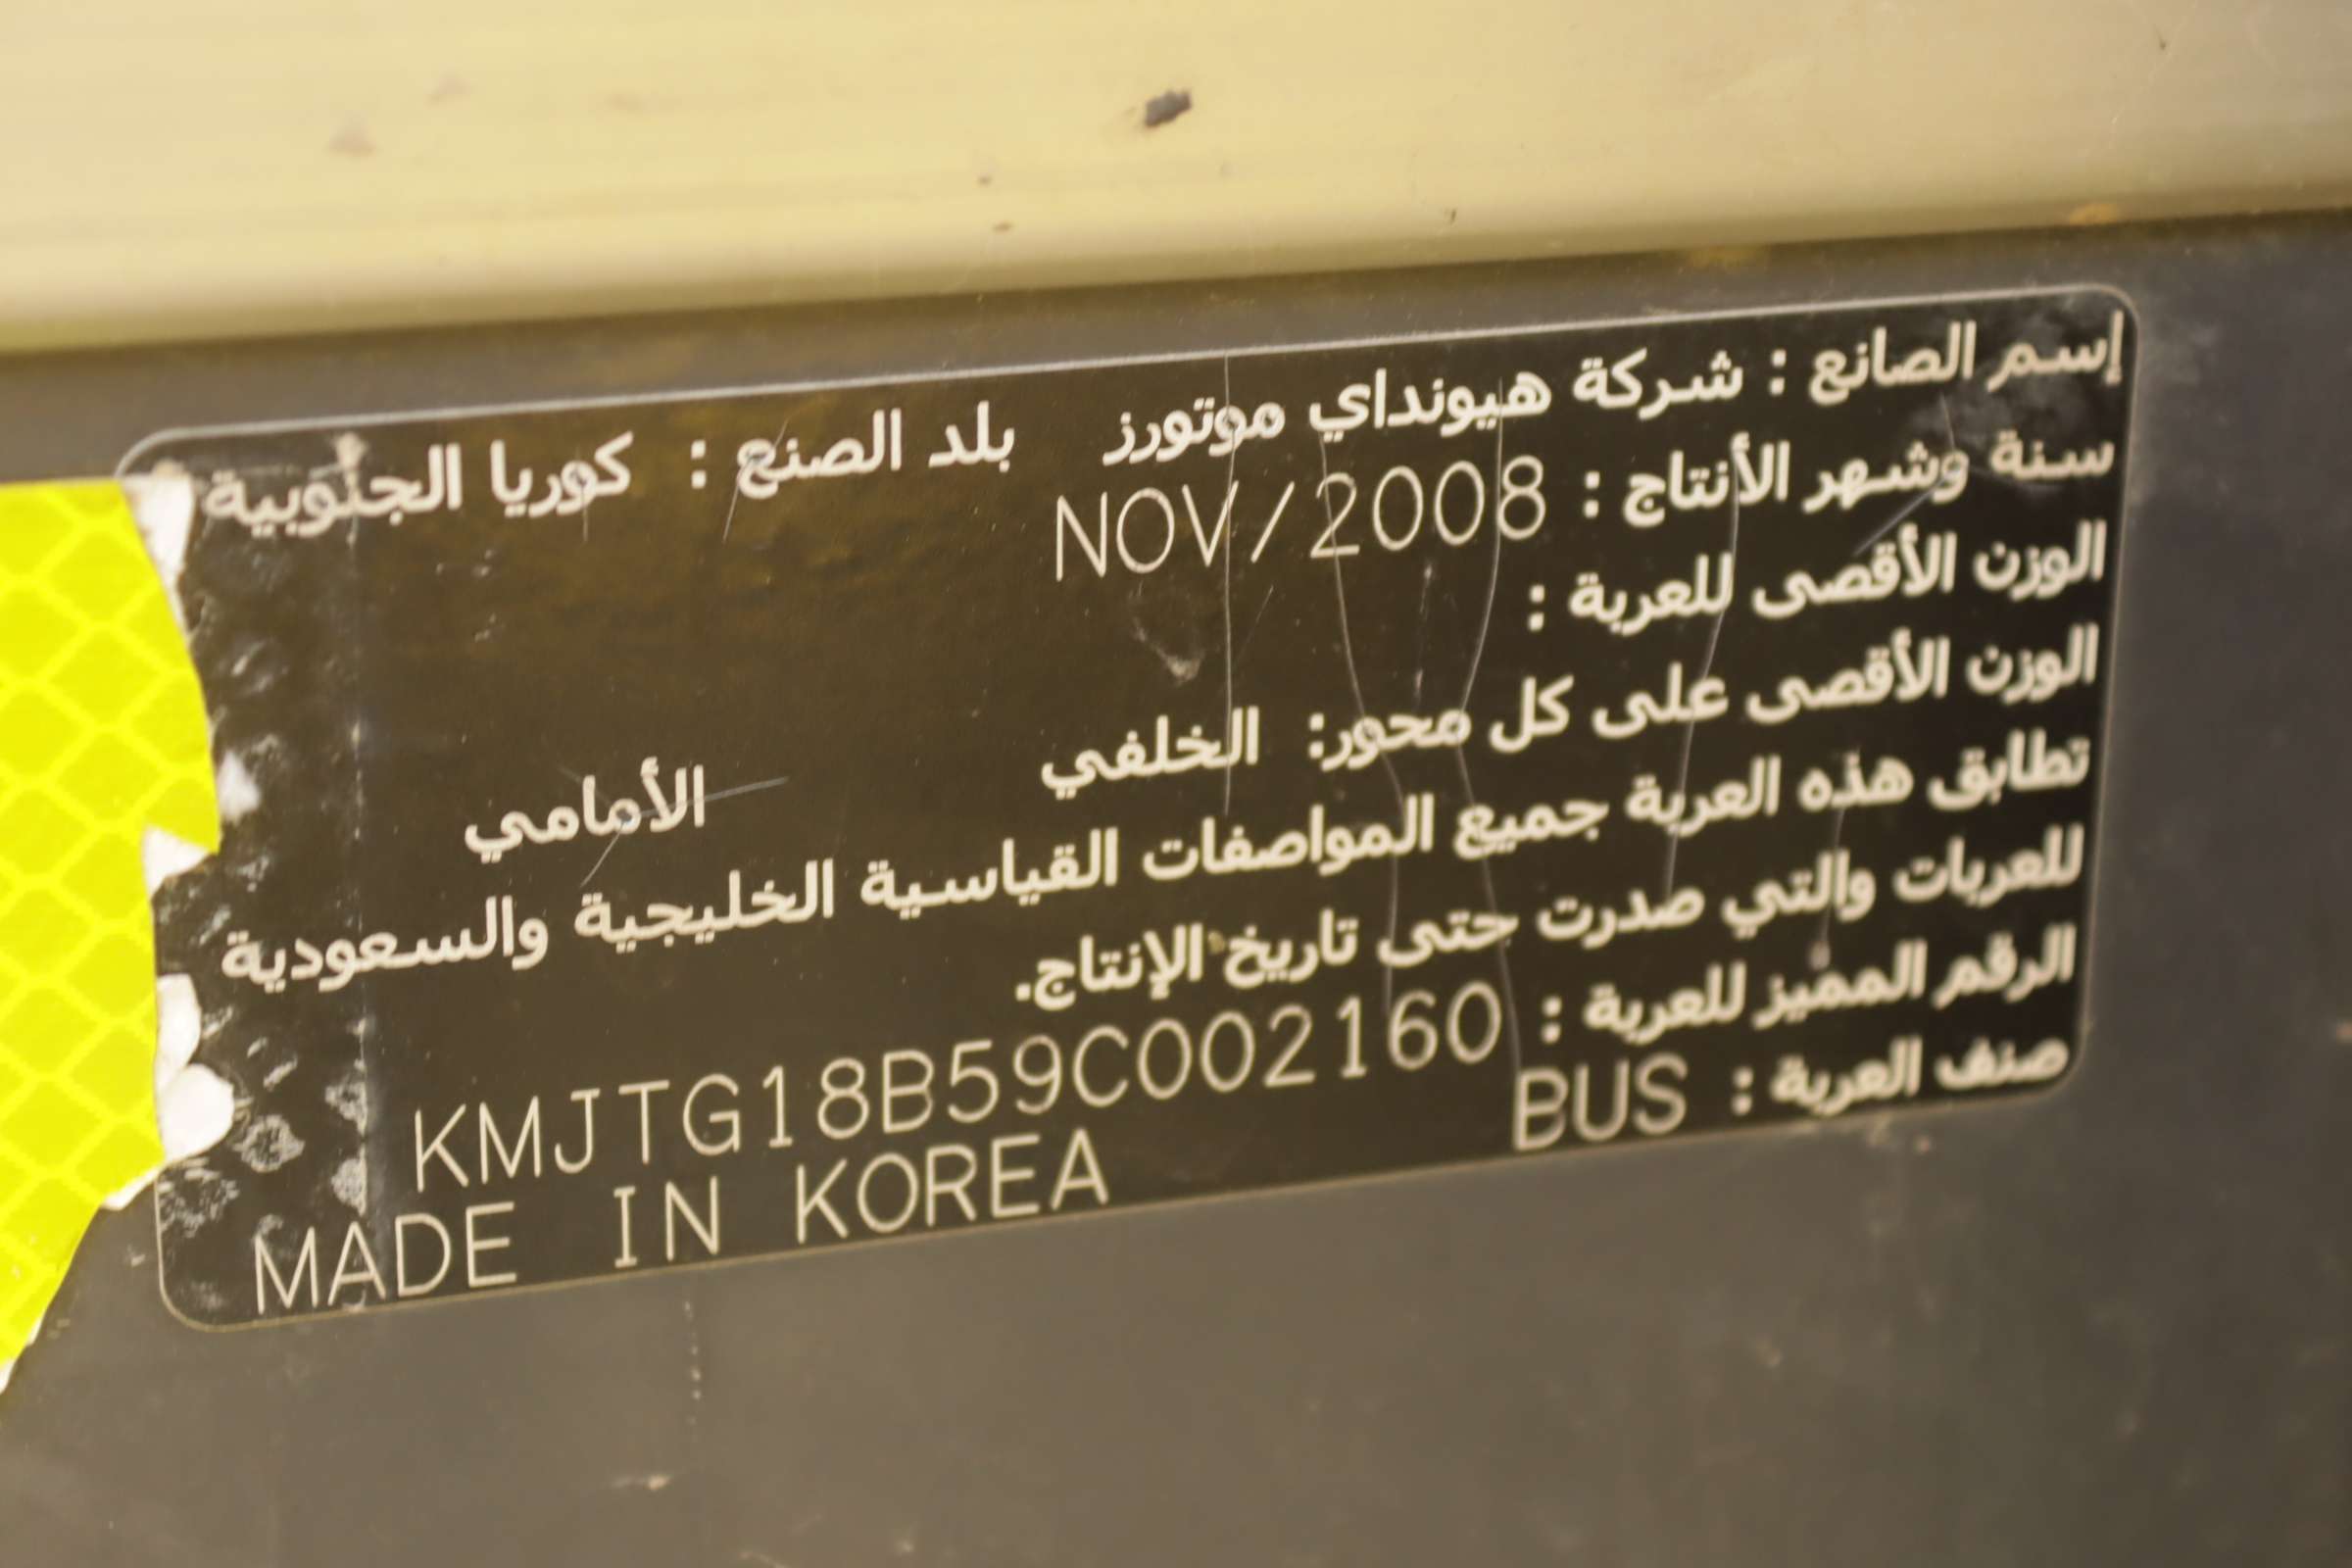 إسم الصانع : شركة هيونداي موتورز بلد الصنع : كوريا الجنوبية
سنة وشهر الأنتاج : NOV/2008
الوزن الأقصى للعربة :
الوزن الأقصى على كل محور: الخلفي الأمامي
تطابق هذه العربة جميع المواصفات القياسية الخليجية والسعودية
للعربات والتي صدرت حتى تاريخ الإنتاج.
الرقم المميز للعربة : KMJTG18B59C002160
صنف العربة : BUS MADE IN KOREA